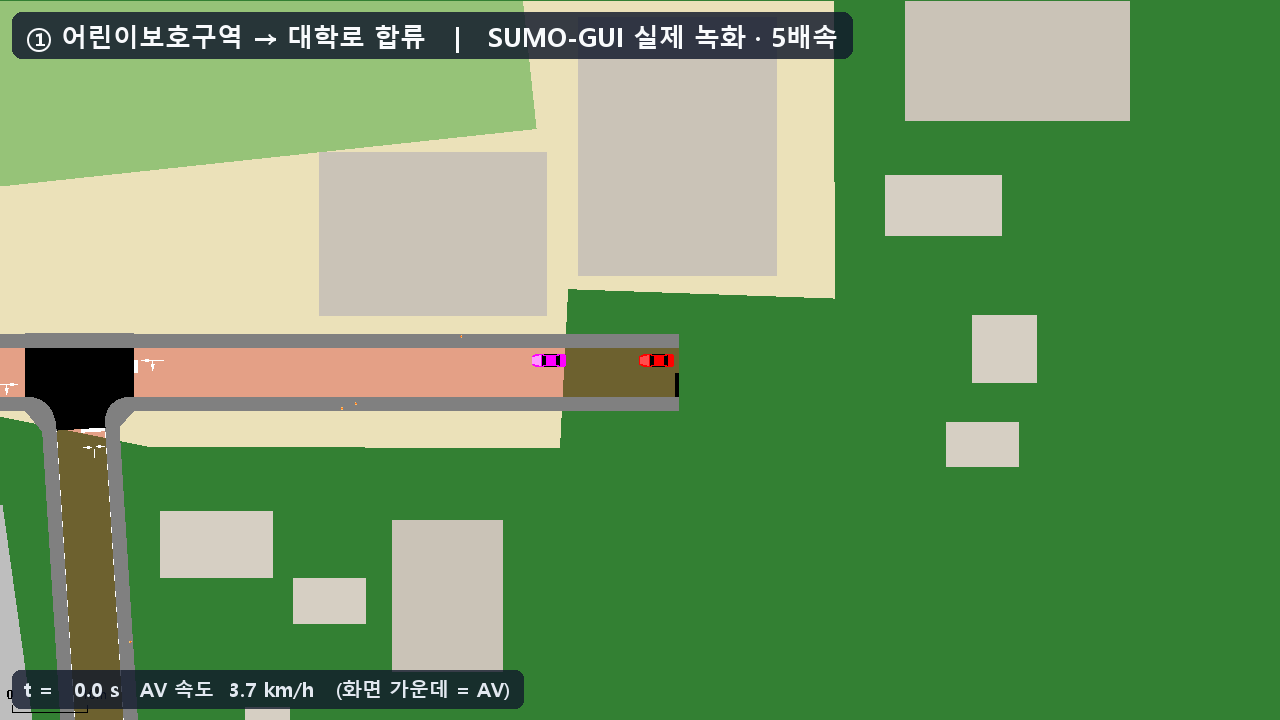 ① 어린이보호구역 → 대학로 합류 | SUMO-GUI 실제 녹화 · 5배속
t = 0.0 s AV 속도 3.7 km/h (화면 가운데 = AV)